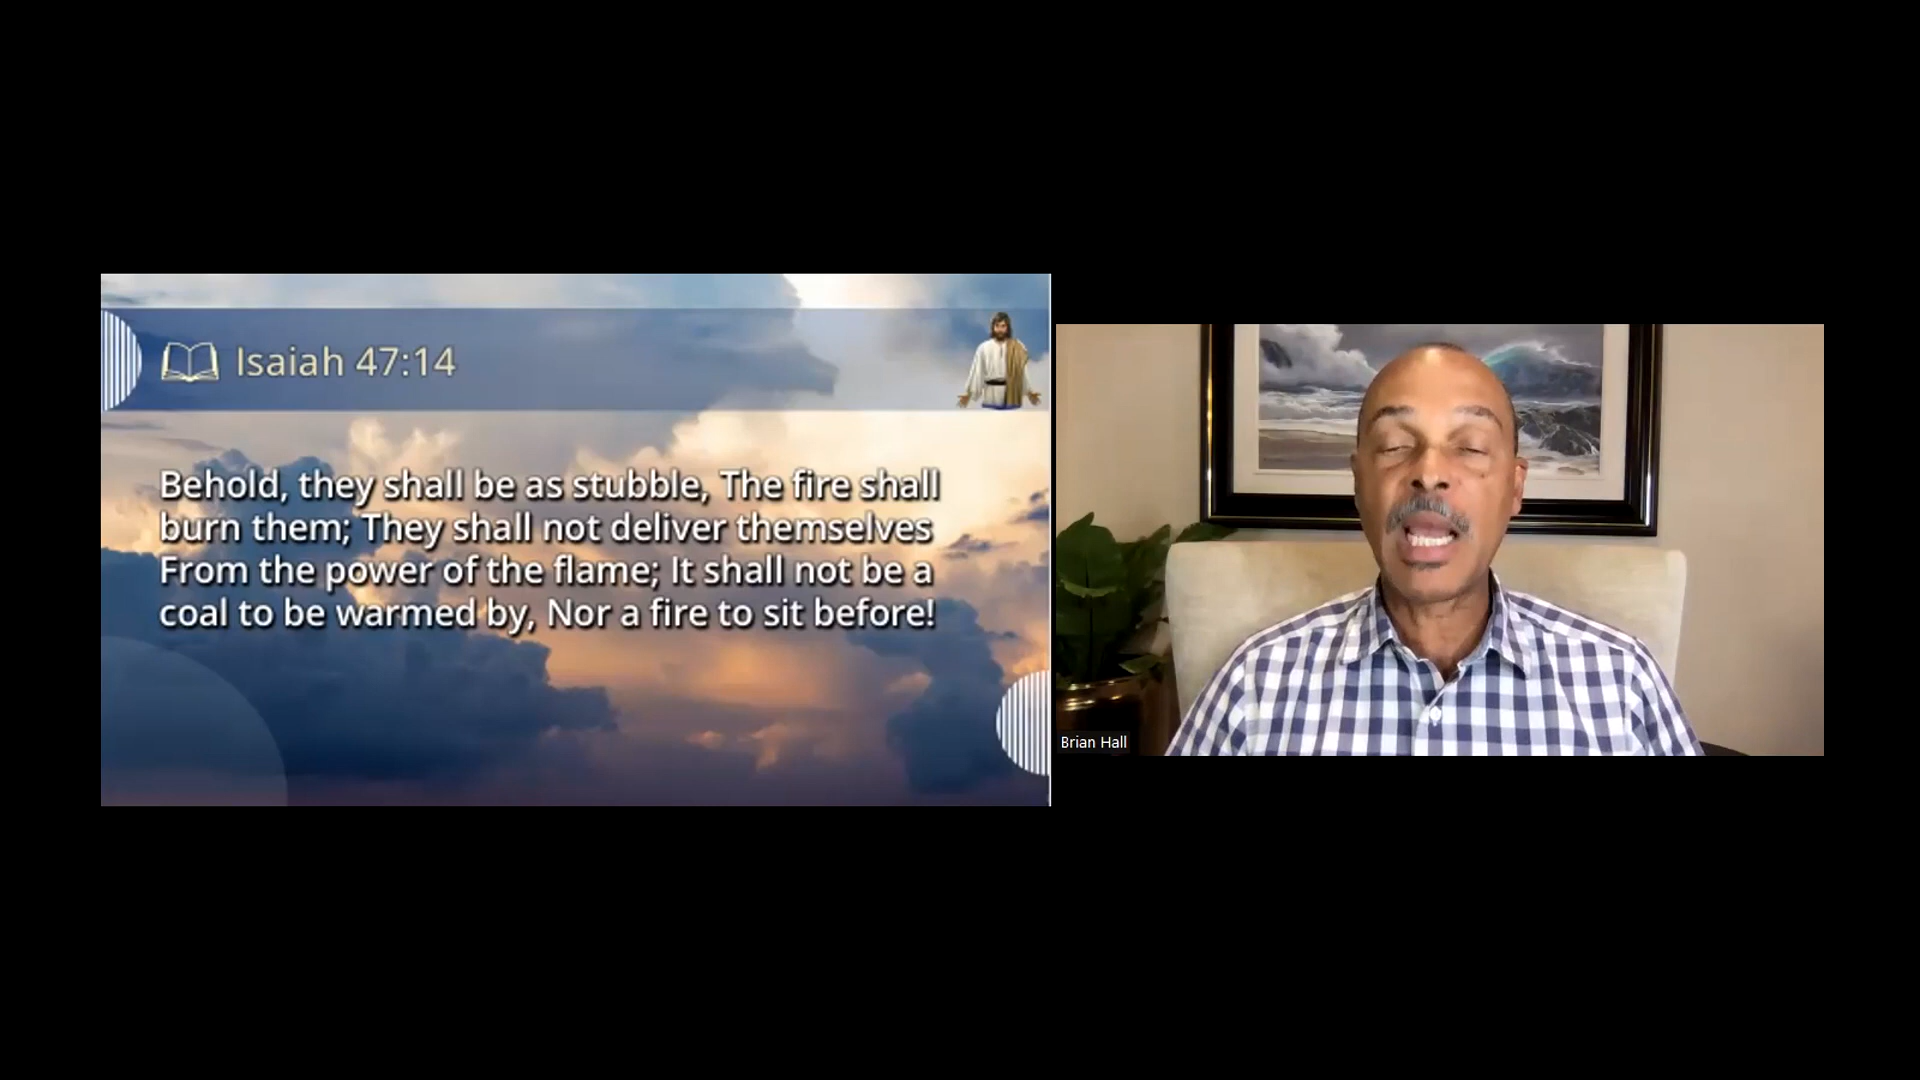 Isaiah 47:14
Behold, they shall be as stubble, The fire shall
burn them; They shall not deliver themselves
From the power of the flame; It shall not be a
coal to be warmed by, Nor a fire to sit before!
Brian Hall